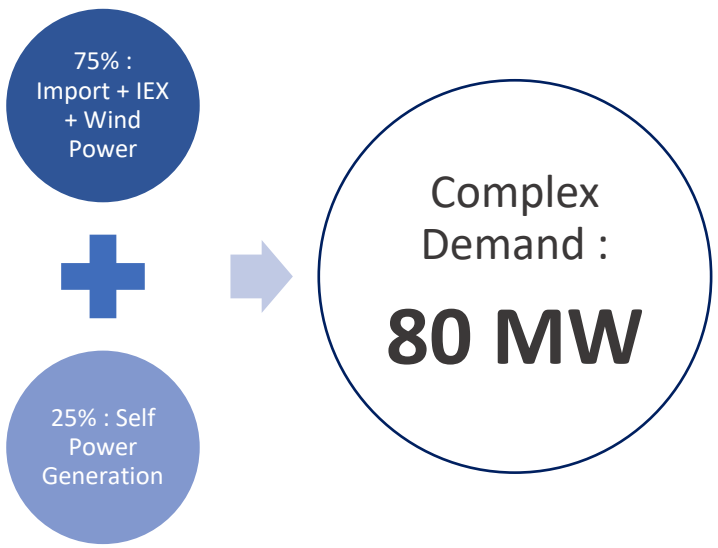 75% :
Import + IEX
+ Wind
Power
25% : Self
Power
Generation
Complex
Demand :
80 MW